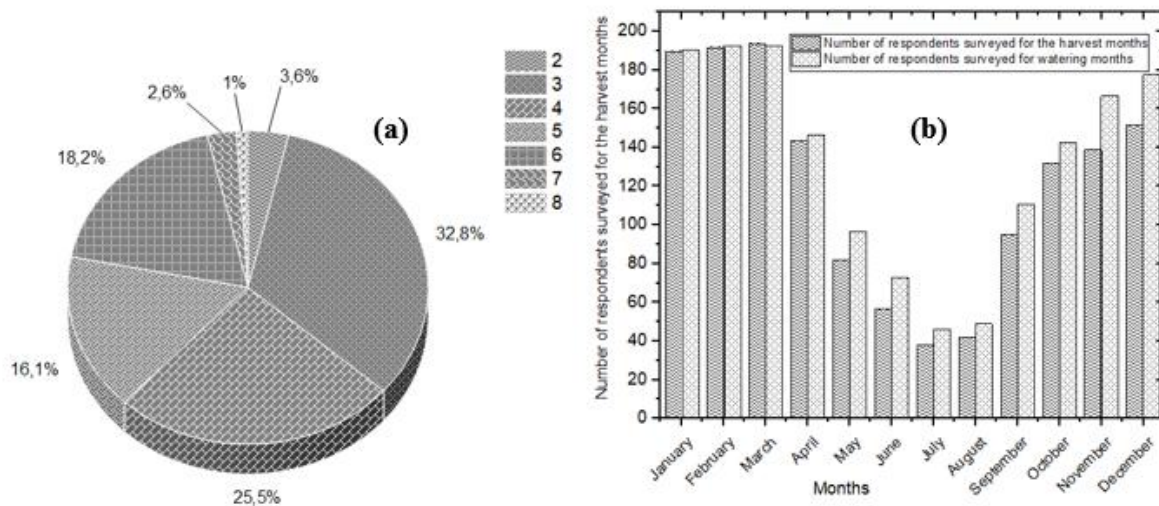 2
3
4
5
6
7
8
(a)
1%
3,6%
2,6%
18,2%
32,8%
16,1%
25,5%
(b)
Number of respondents surveyed for the harvest months
Number of respondents surveyed for watering months
Number of respondents surveyed for the harvest months
200
180
160
140
120
100
80
60
40
20
0
January
February
March
April
May
June
July
August
September
October
November
December
Months